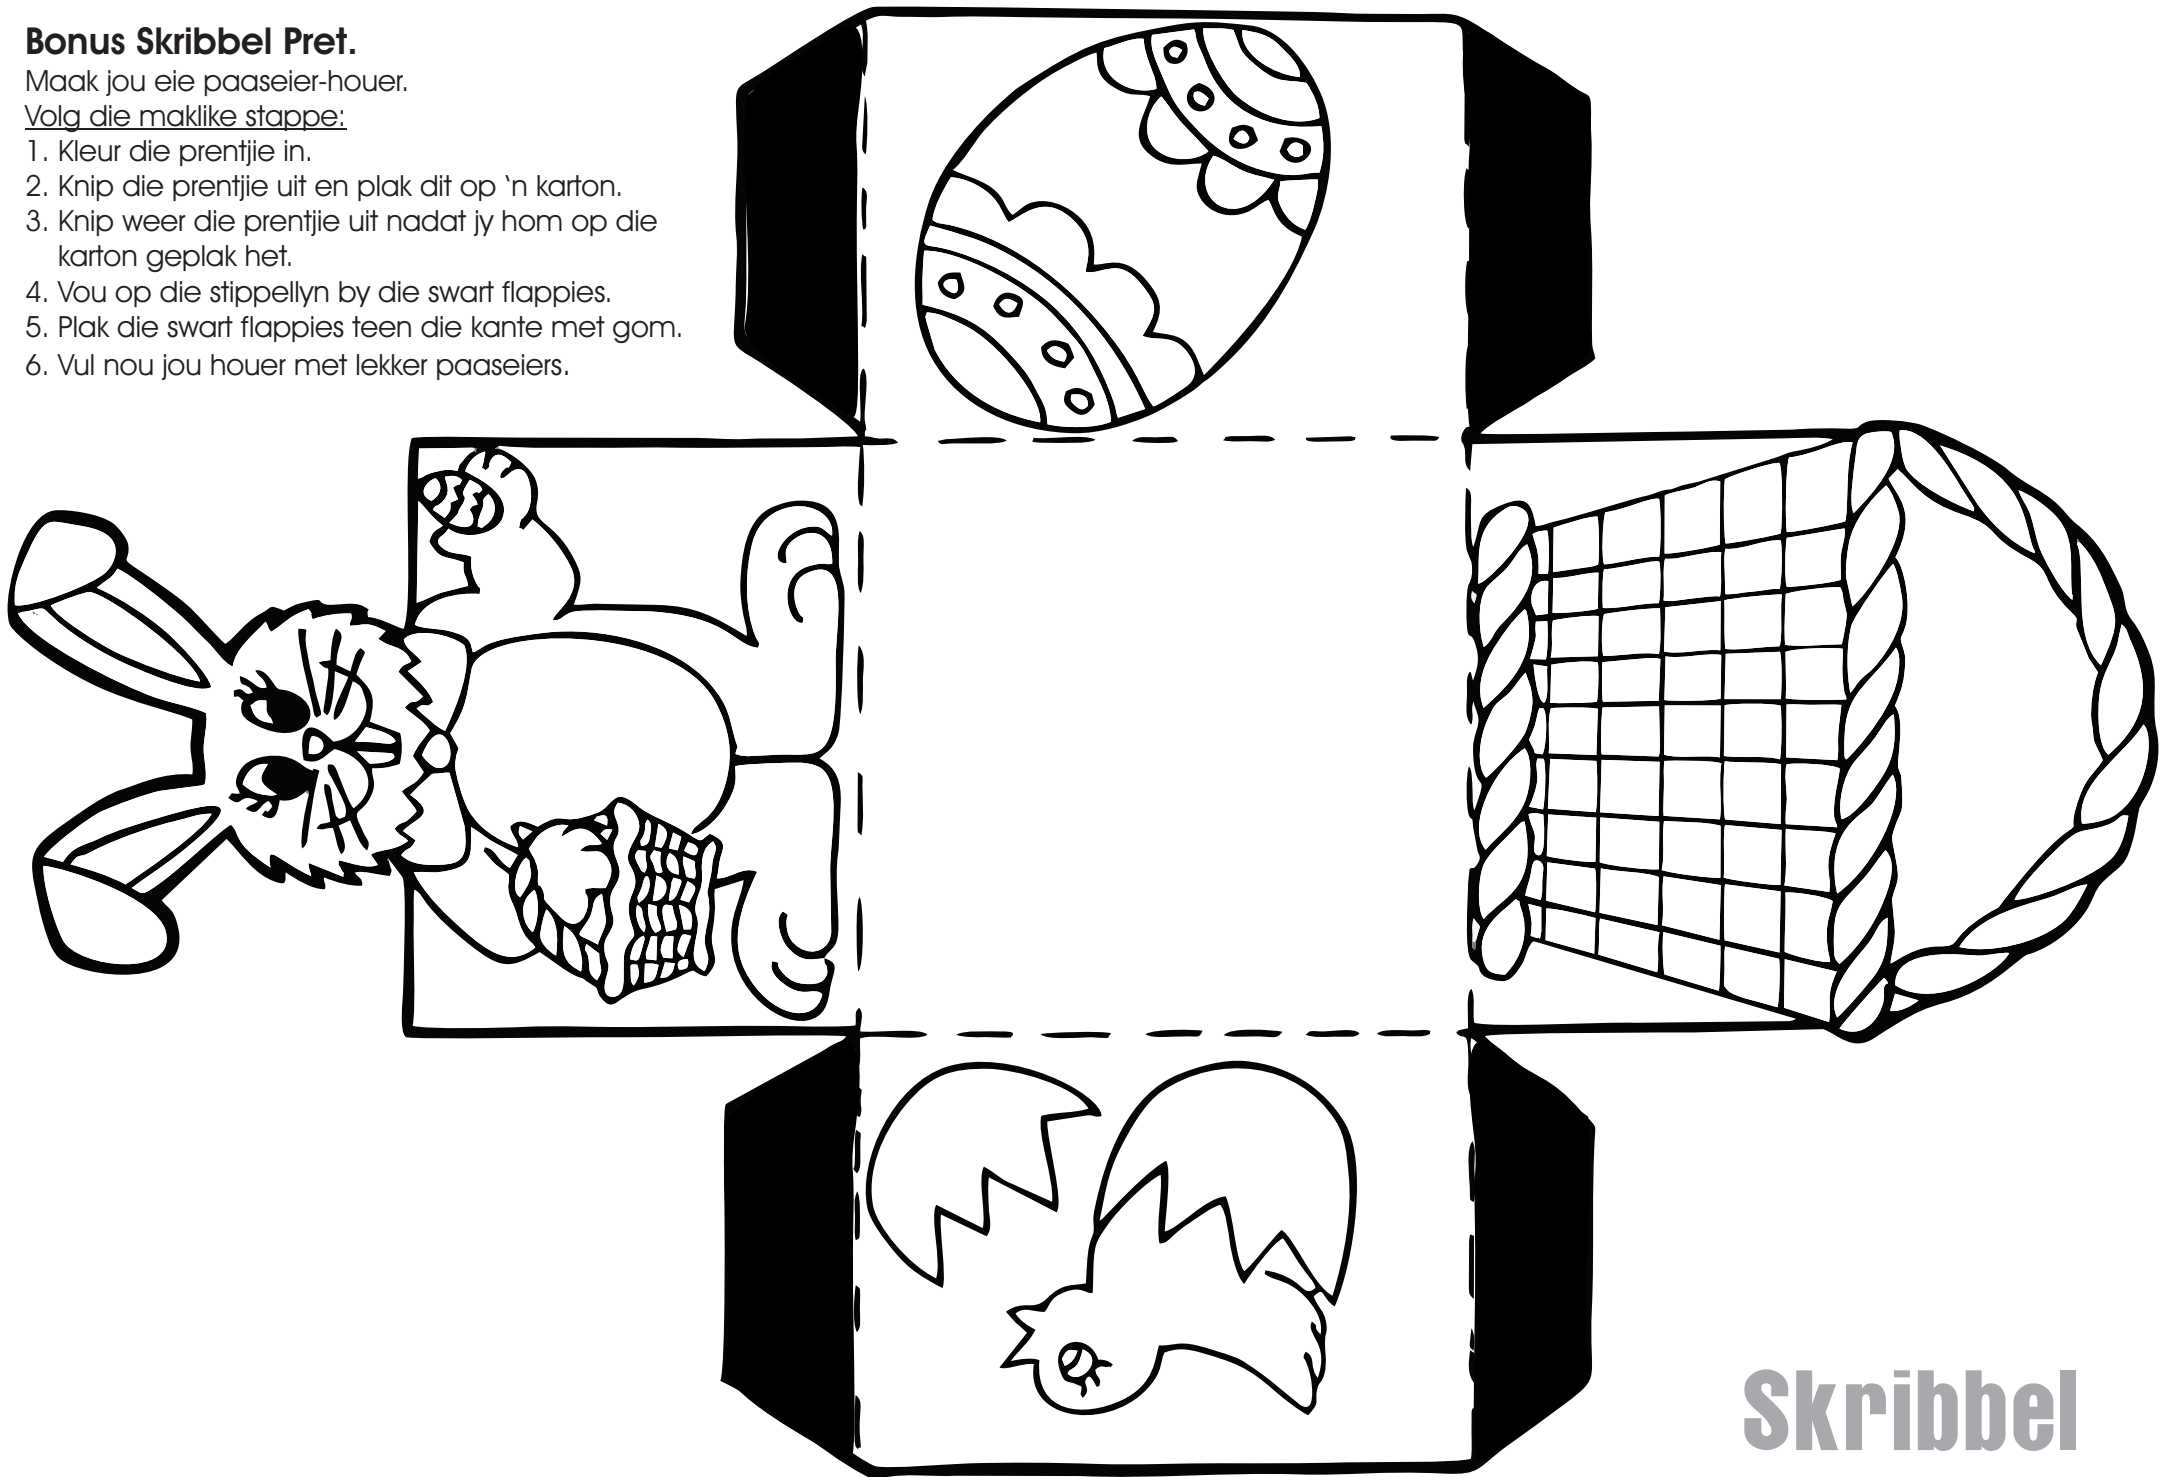 Bonus Skribbel Pret.
Maak jou eie paaseier-houer.
Volg die maklike stappe:
1. Kleur die prentjie in.
2. Knip die prentjie uit en plak dit op ‘n karton.
3. Knip weer die prentjie uit nadat jy hom op die
karton geplak het.
4. Vou op die stippellyn by die swart flappies.
5. Plak die swart flappies teen die kante met gom.
6. Vul nou jou houer met lekker paaseiers.
Skribbel